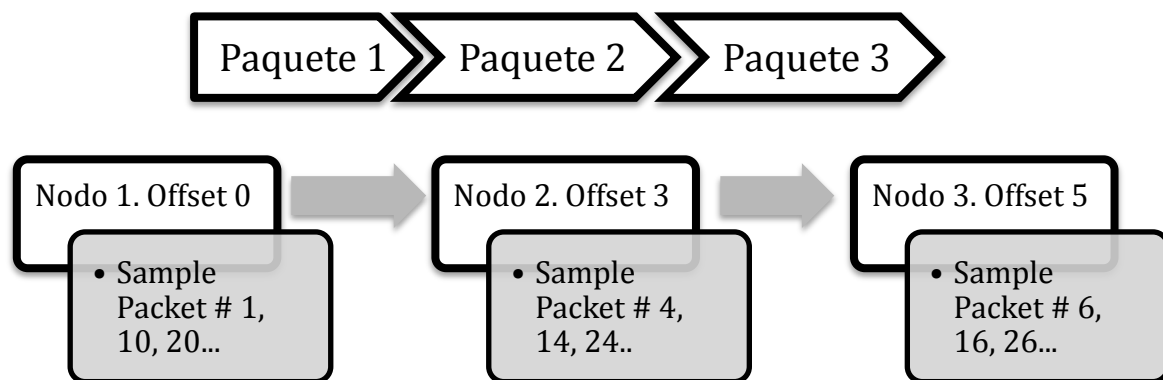 Paquete 1
Paquete 2
Paquete 3
Nodo 1. Offset 0
• Sample
Packet # 1,
10, 20...
Nodo 2. Offset 3
• Sample
Packet # 4,
14, 24..
Nodo 3. Offset 5
• Sample
Packet # 6,
16, 26...